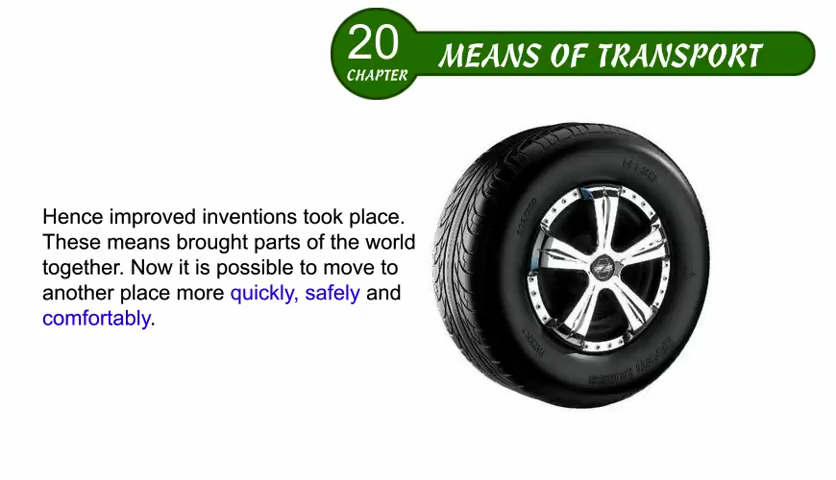 20
CHAPTER
MEANS OF TRANSPORT
Hence improved inventions took place.
These means brought parts of the world
together. Now it is possible to move to
another place more quickly, safely and
comfortably.